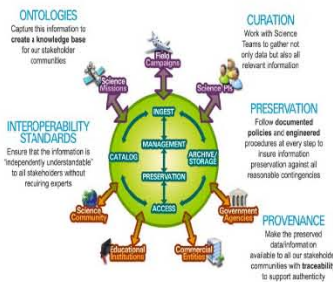 ONTOLOGIES
Capture this information to
create a knowledge base
for our stakeholder
communities
INTEROPERABILITY
STANDARDS
Ensure that the information is
"independently understandable"
to all stakeholders without
recuring experts
Field
Campaigns
Science
Missions
Science PIs
INGEST
MANAGEMENT
CATALOG
ARCHIVE/
STORAGE
PRESERVATION
ACCESS
Science
Community
Government
Agencies
Educational
Institutions
Commercial
Entities
CURATION
Work with Science
Teams to gather not
only data but also all
relevant information
PRESERVATION
Follow documented
policies and engineered
procedures at every step to
insure information
preservation against all
reasonable contingencies
PROVENANCE
Make the preserved
data/information
available to all our stakeholde
communities with traceabilit
to support authenticity